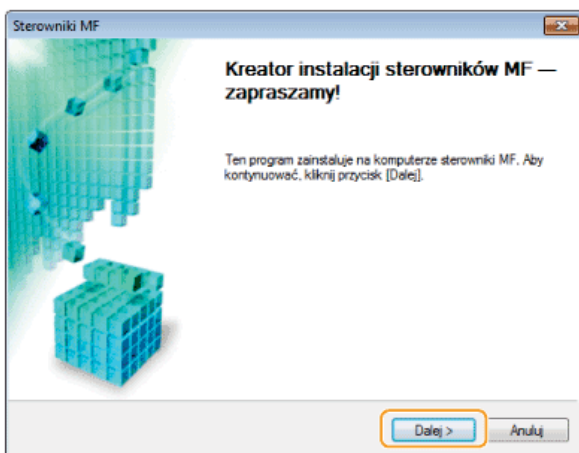 Sterowniki MF
Kreator instalacji sterowników MF —
zapraszamy!
Ten program zainstaluje na komputerze sterowniki MF. Aby
kontynuować, kliknij przycisk [Dalej].
Dalej > Anuluj